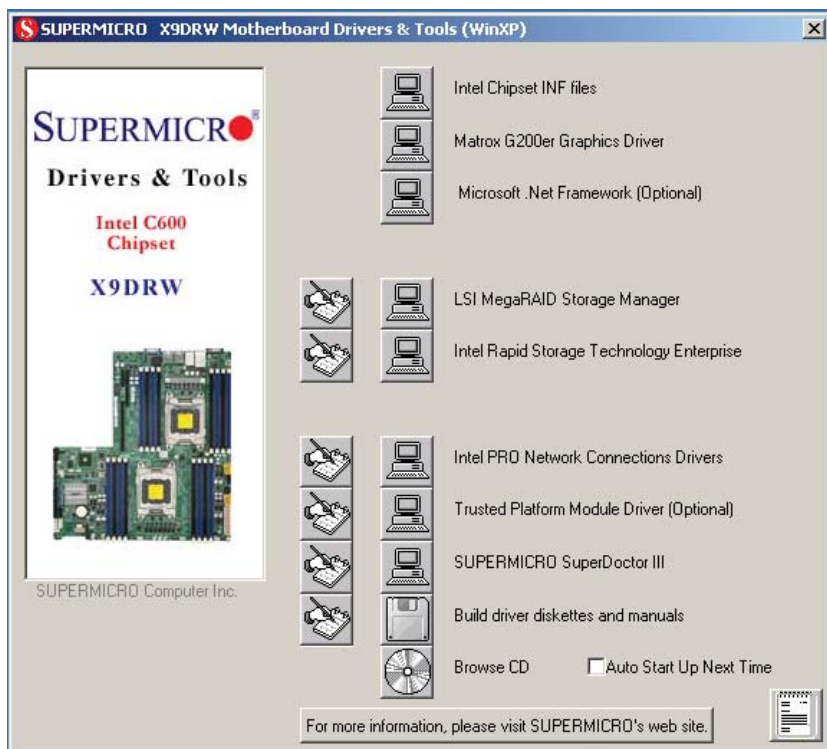 SUPERMICRO X9DRW Motherboard Drivers & Tools (WinXP)
SUPERMICRO®
Drivers & Tools
Intel C600
Chipset
X9DRW
SUPERMICRO Computer Inc.
Intel Chipset INF files
Matrox G200er Graphics Driver
Microsoft .Net Framework (Optional)
LSI MegaRAID Storage Manager
Intel Rapid Storage Technology Enterprise
Intel PRO Network Connections Drivers
Trusted Platform Module Driver (Optional)
SUPERMICRO SuperDoctor III
Build driver diskettes and manuals
Browse CD Auto Start Up Next Time
For more information, please visit SUPERMICRO's web site.